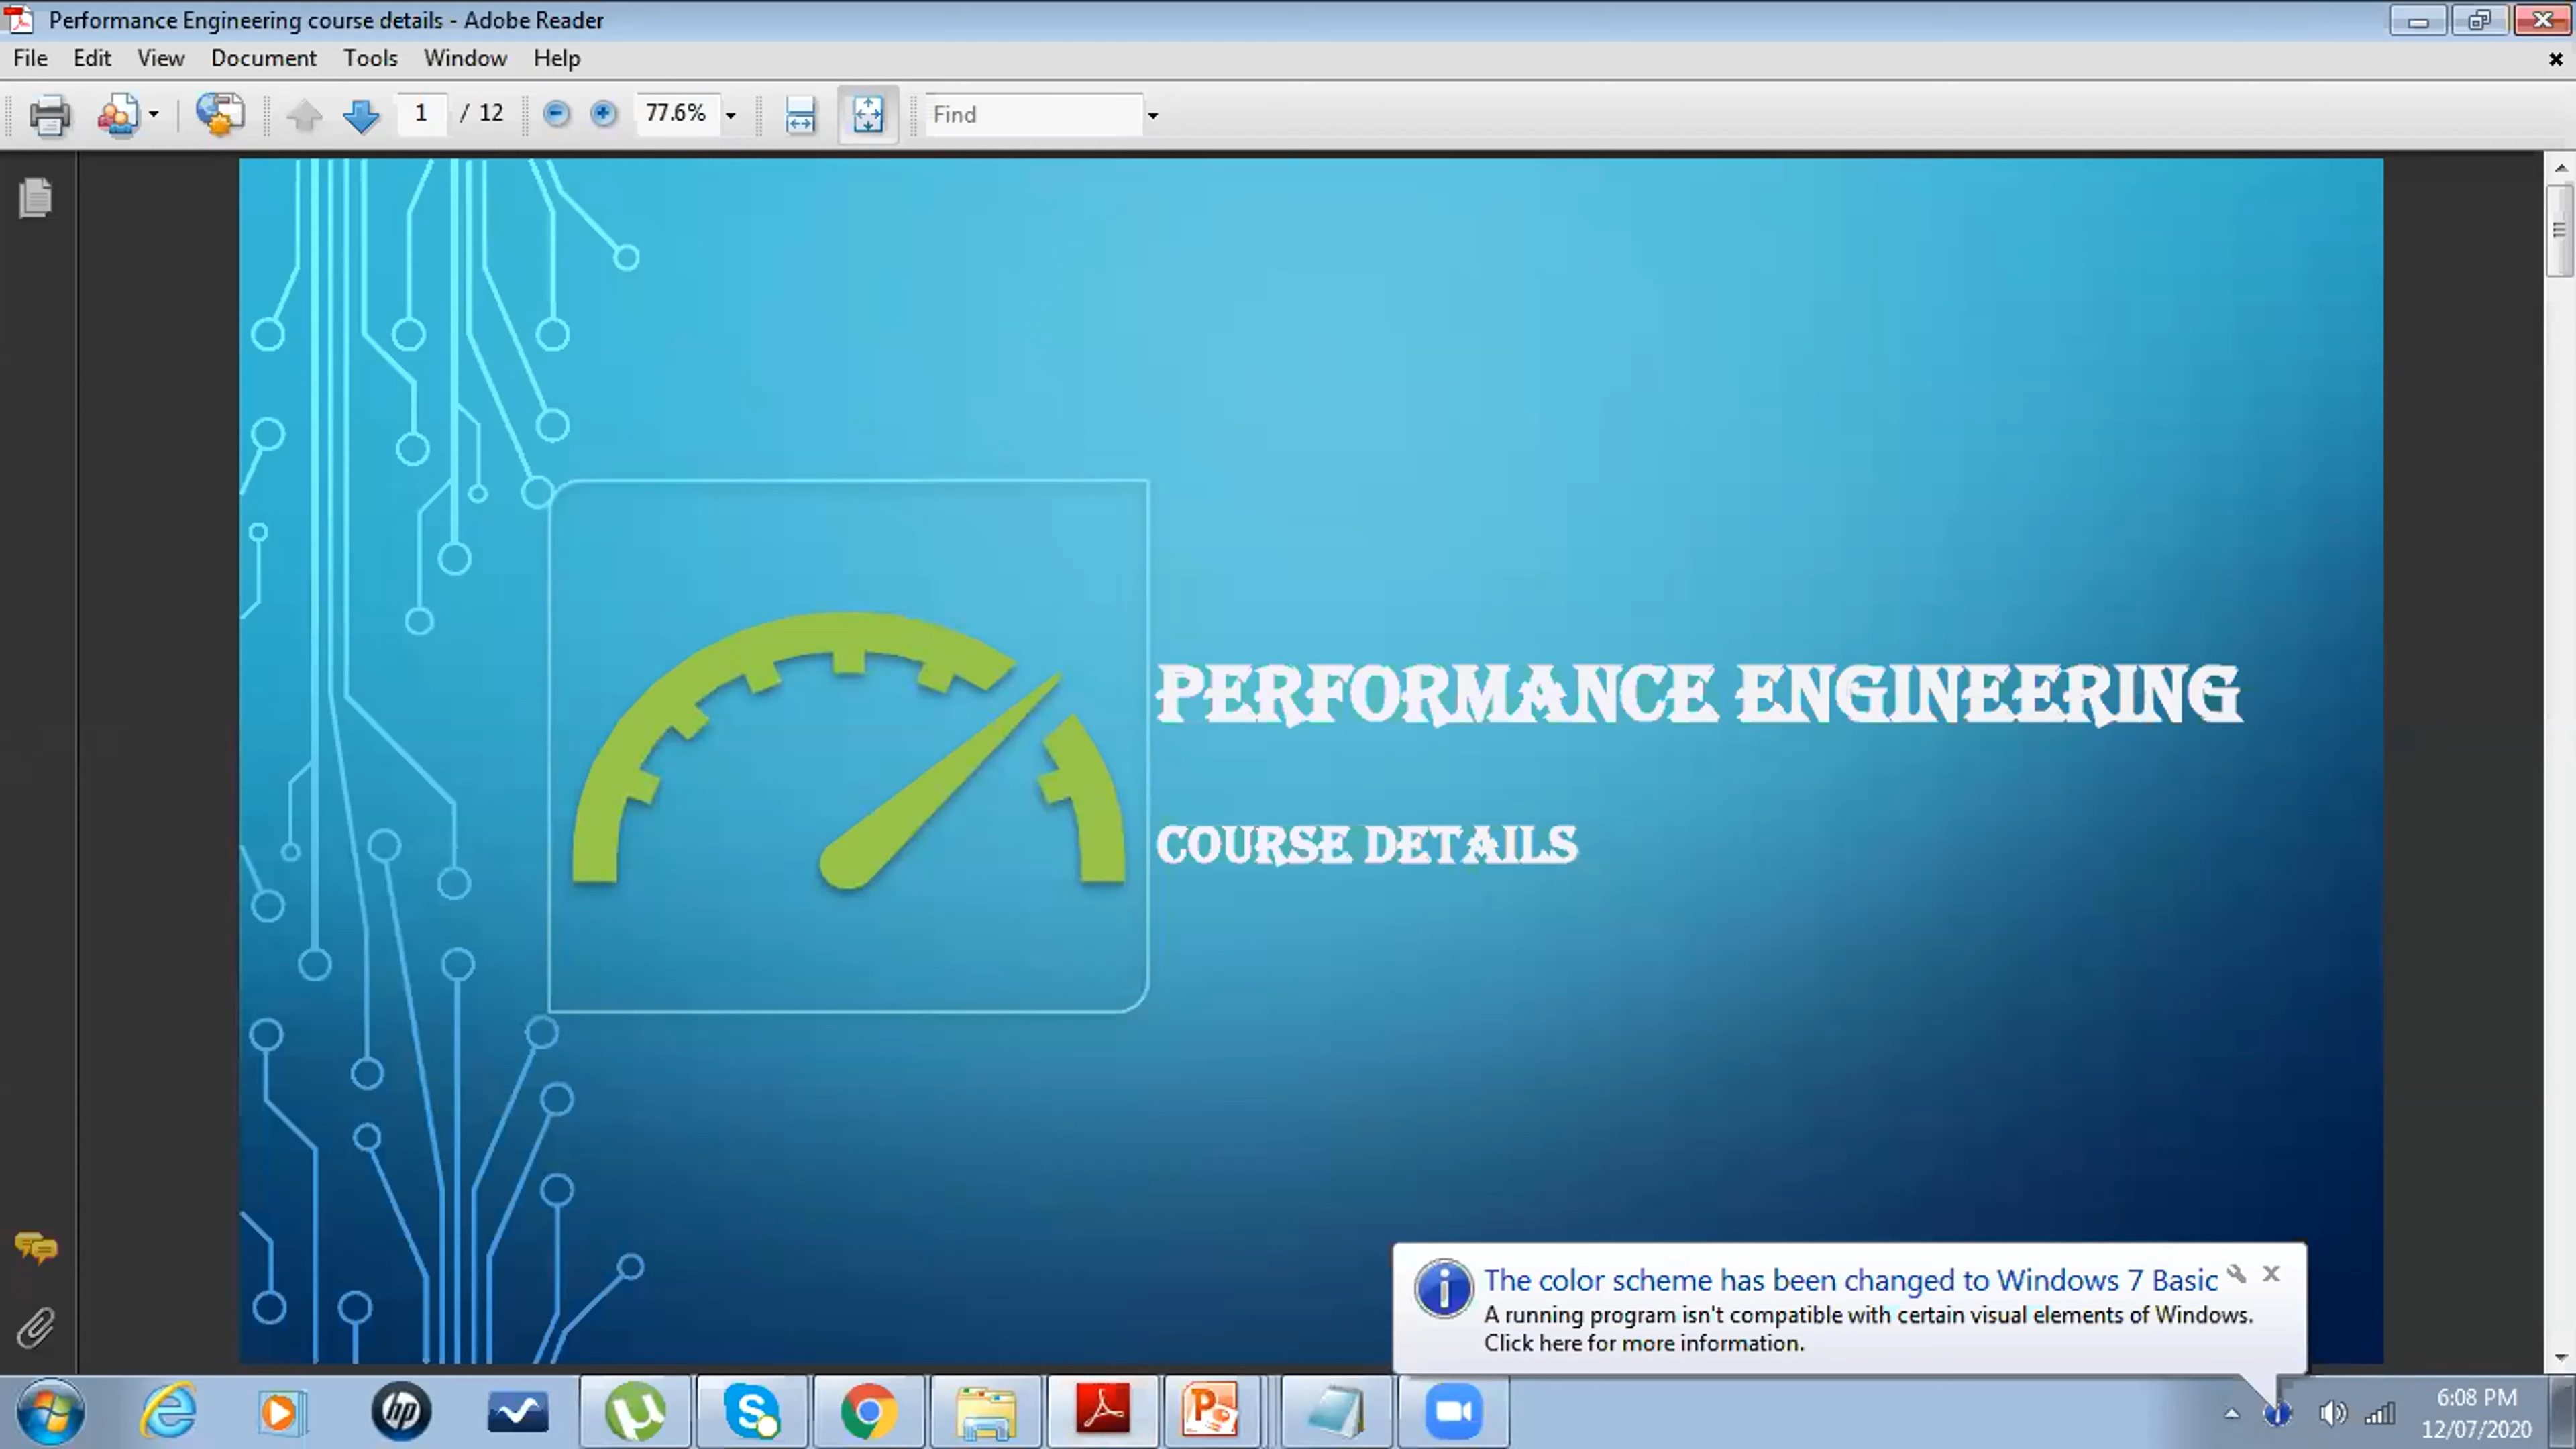 Performance Engineering course details - Adobe Reader
File Edit View Document Tools Window Help
1 / 12 77.6% Find
PERFORMANCE ENGINEERING
COURSE DETAILS
The color scheme has been changed to Windows 7 Basic
A running program isn't compatible with certain visual elements of Windows.
Click here for more information.
6:08 PM
12/07/2020